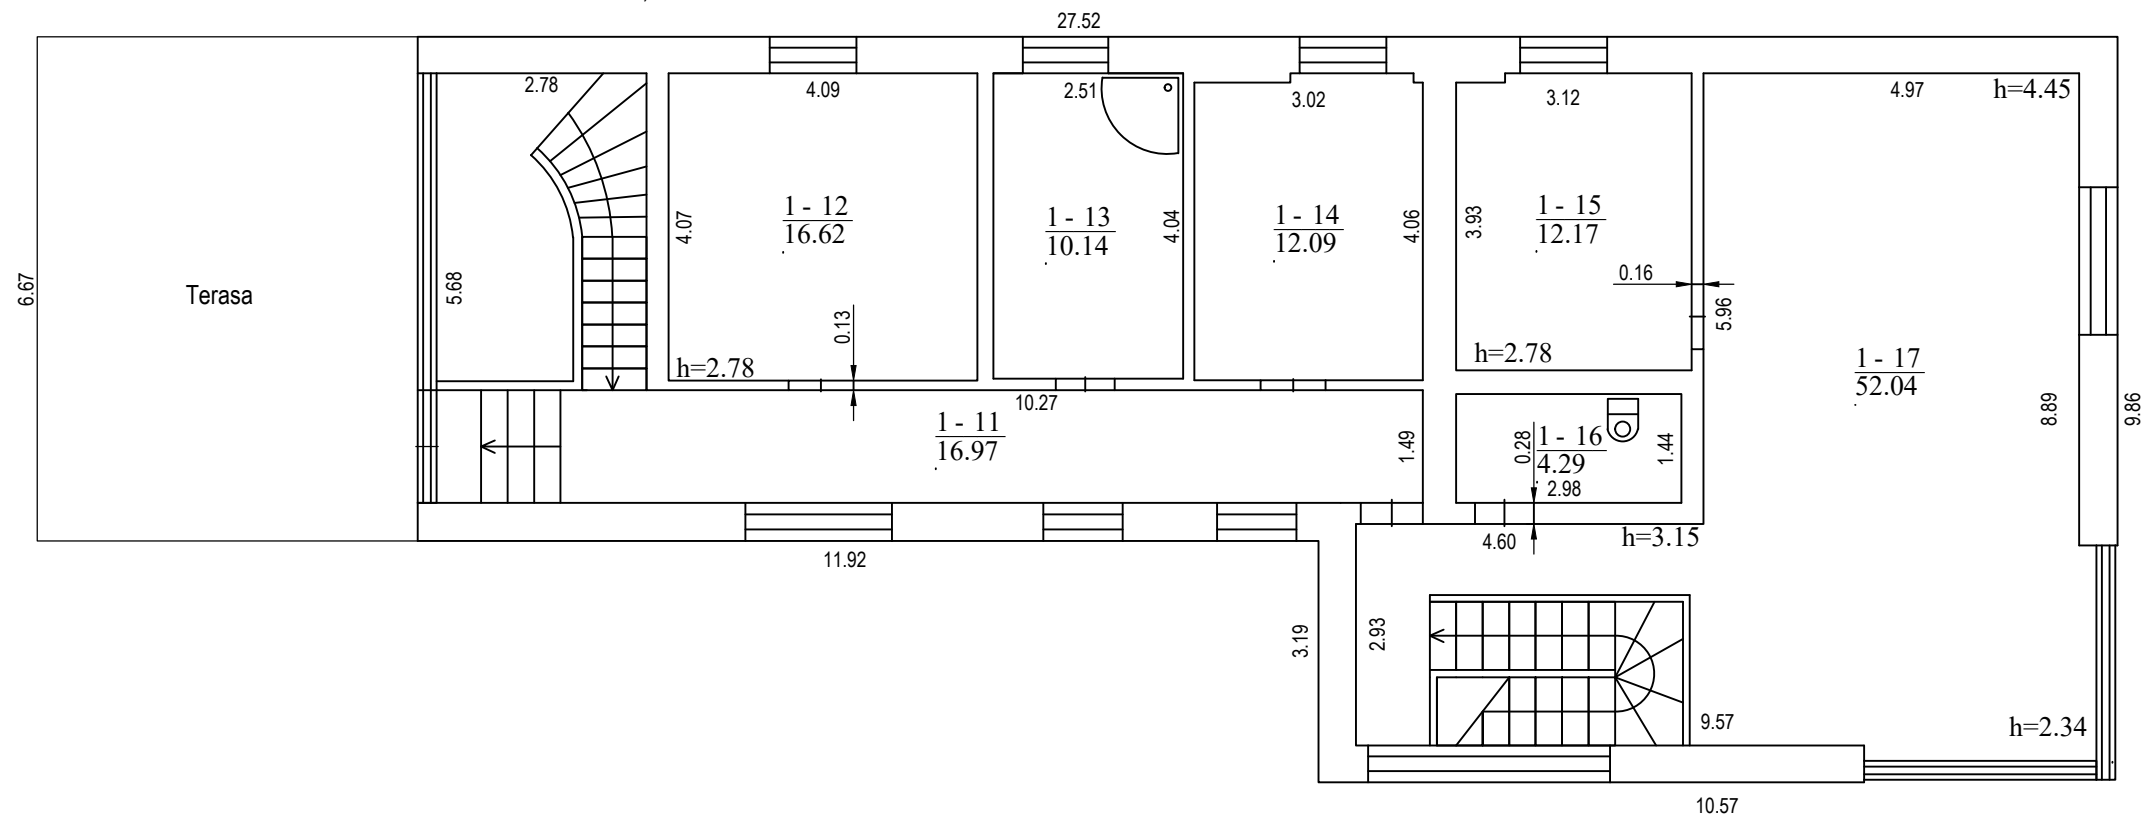 27.52
2.78
4.09
2.51
3.02
3.12
4.97
h=4.45
6.67
Terasa
5.68
4.07
1 - 12
16.62
1 - 13
10.14
4.04
1 - 14
12.09
4.06
3.93
1 - 15
12.17
0.16
5.96
0.13
h=2.78
h=2.78
1 - 17
52.04
8.89
9.86
10.27
1 - 11
16.97
1.49
0.28
1 - 16
4.29
1.44
2.98
4.60
h=3.15
11.92
3.19
2.93
9.57
h=2.34
10.57